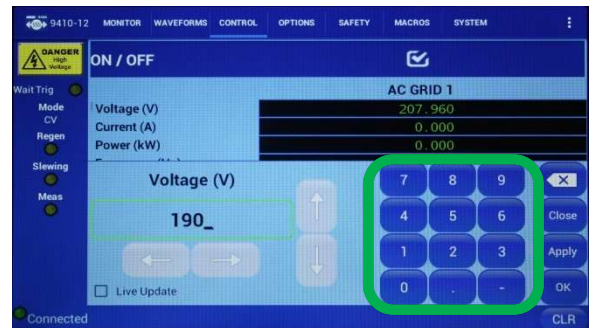 9410-12 MONITOR WAVEFORMS CONTROL OPTIONS SAFETY MACROS SYSTEM
DANGER
High
Voltage
ON / OFF
Wait Trig
AC GRID 1
Mode
CV
Voltage (V) 207.960
Current (A) 0.000
Regen
Power (kW) 0.000
Slewing
Meas
Voltage (V)
190_
7 8 9
4 5 6 Close
1 2 3 Apply
0 . - OK
Live Update
Connected
CLR